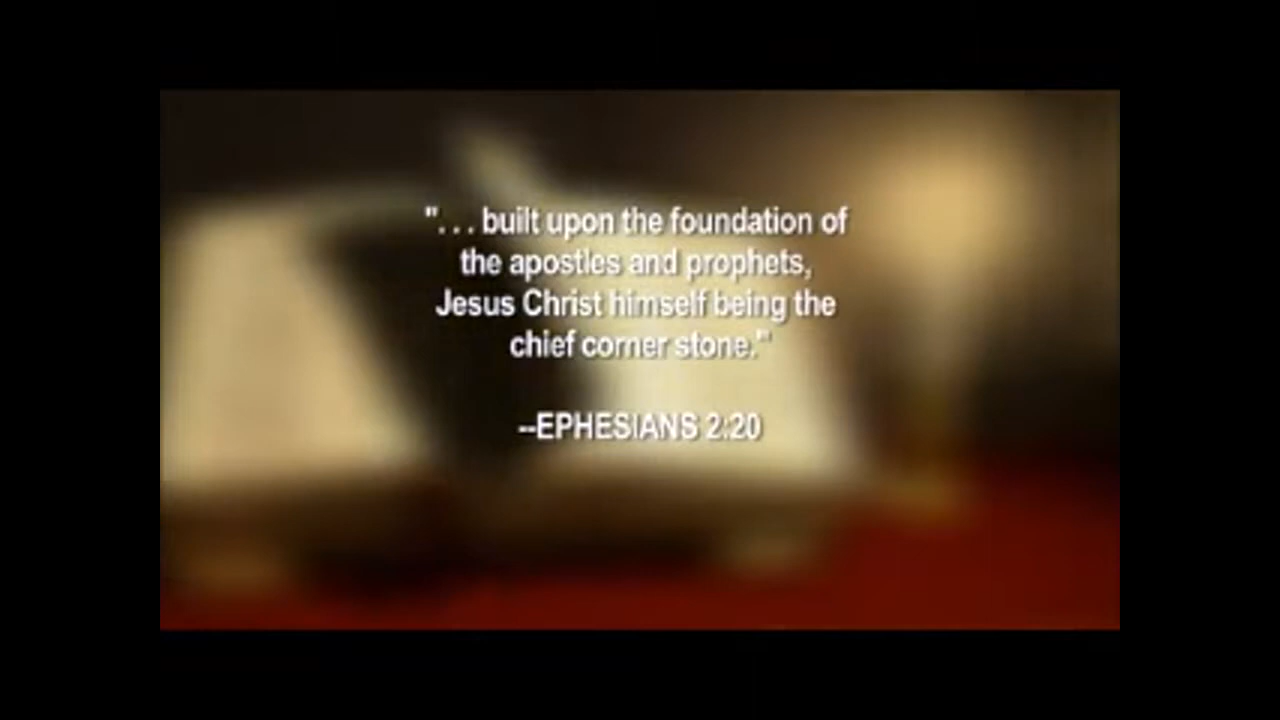 ". . . built upon the foundation of
the apostles and prophets,
Jesus Christ himself being the
chief corner stone."
--EPHESIANS 2:20